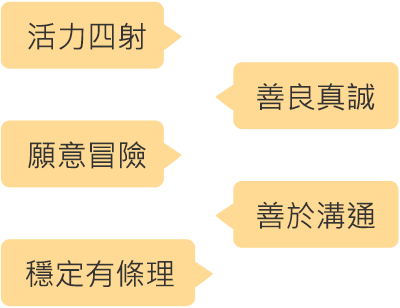 活力四射
善良真誠
願意冒險
善於溝通
穩定有條理